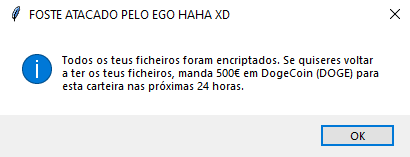 FOSTE ATACADO PELO EGO HAHA XD
Todos os teus ficheiros foram encriptados. Se quiseres voltar
a ter os teus ficheiros, manda 500€ em DogeCoin (DOGE) para
esta carteira nas próximas 24 horas.
OK